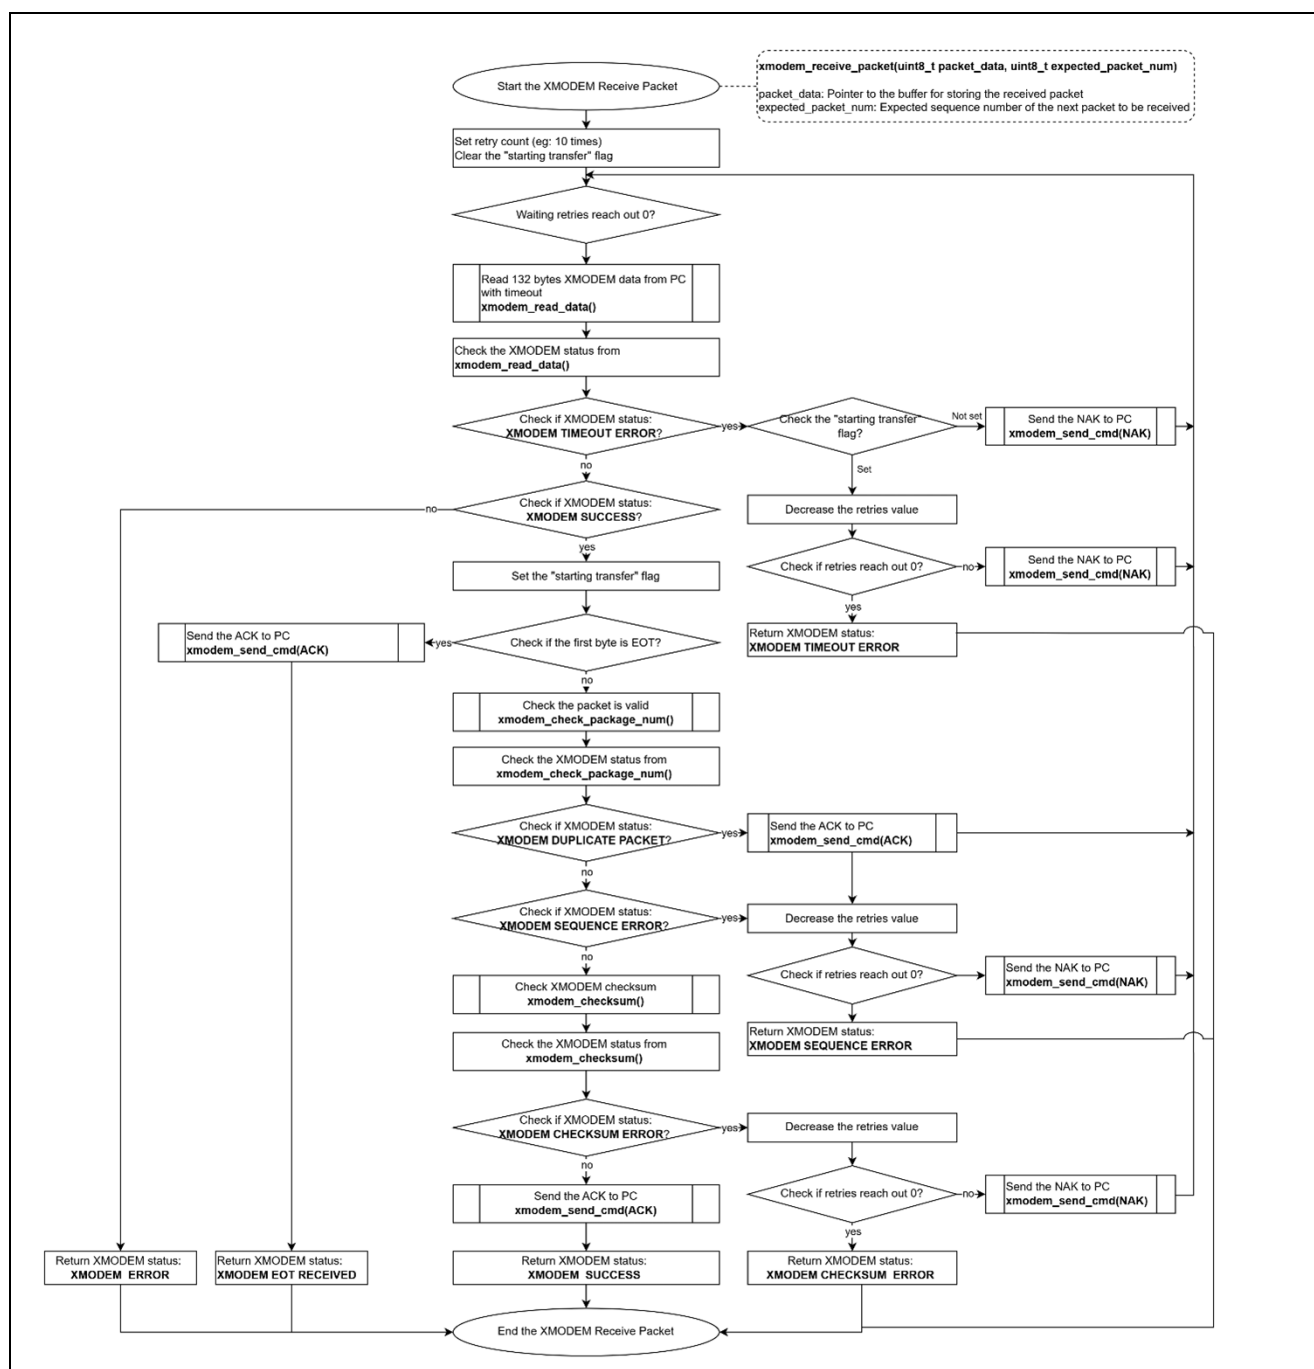 Start the XMODEM Receive Packet
xmodem_receive_packet(uint8_t packet_data, uint8_t expected_packet_num)
packet_data: Pointer to the buffer for storing the received packet
expected_packet_num: Expected sequence number of the next packet to be received
Set retry count (eg: 10 times)
Clear the "starting transfer" flag
Waiting retries reach out 0?
Read 132 bytes XMODEM data from PC
with timeout
xmodem_read_data()
Check the XMODEM status from
xmodem_read_data()
Check if XMODEM status:
XMODEM TIMEOUT ERROR?
yes
Check the "starting transfer"
flag?
Not set
Send the NAK to PC
xmodem_send_cmd(NAK)
no
Set
Check if XMODEM status:
XMODEM SUCCESS?
no
Decrease the retries value
yes
Check if retries reach out 0?
no
Send the NAK to PC
xmodem_send_cmd(NAK)
Set the "starting transfer" flag
yes
Return XMODEM status:
XMODEM TIMEOUT ERROR
Send the ACK to PC
xmodem_send_cmd(ACK)
yes
Check if the first byte is EOT?
no
Check the packet is valid
xmodem_check_package_num()
Check the XMODEM status from
xmodem_check_package_num()
Check if XMODEM status:
XMODEM DUPLICATE PACKET?
yes
Send the ACK to PC
xmodem_send_cmd(ACK)
no
Check if XMODEM status:
XMODEM SEQUENCE ERROR?
yes
Decrease the retries value
no
Check if retries reach out 0?
Send the NAK to PC
xmodem_send_cmd(NAK)
Check XMODEM checksum
xmodem_checksum()
Return XMODEM status:
XMODEM SEQUENCE ERROR
Check the XMODEM status from
xmodem_checksum()
Check if XMODEM status:
XMODEM CHECKSUM ERROR?
yes
Decrease the retries value
no
Check if retries reach out 0?
no
Send the NAK to PC
xmodem_send_cmd(NAK)
Send the ACK to PC
xmodem_send_cmd(ACK)
yes
Return XMODEM status:
XMODEM ERROR
Return XMODEM status:
XMODEM EOT RECEIVED
Return XMODEM status:
XMODEM SUCCESS
Return XMODEM status:
XMODEM CHECKSUM ERROR
End the XMODEM Receive Packet